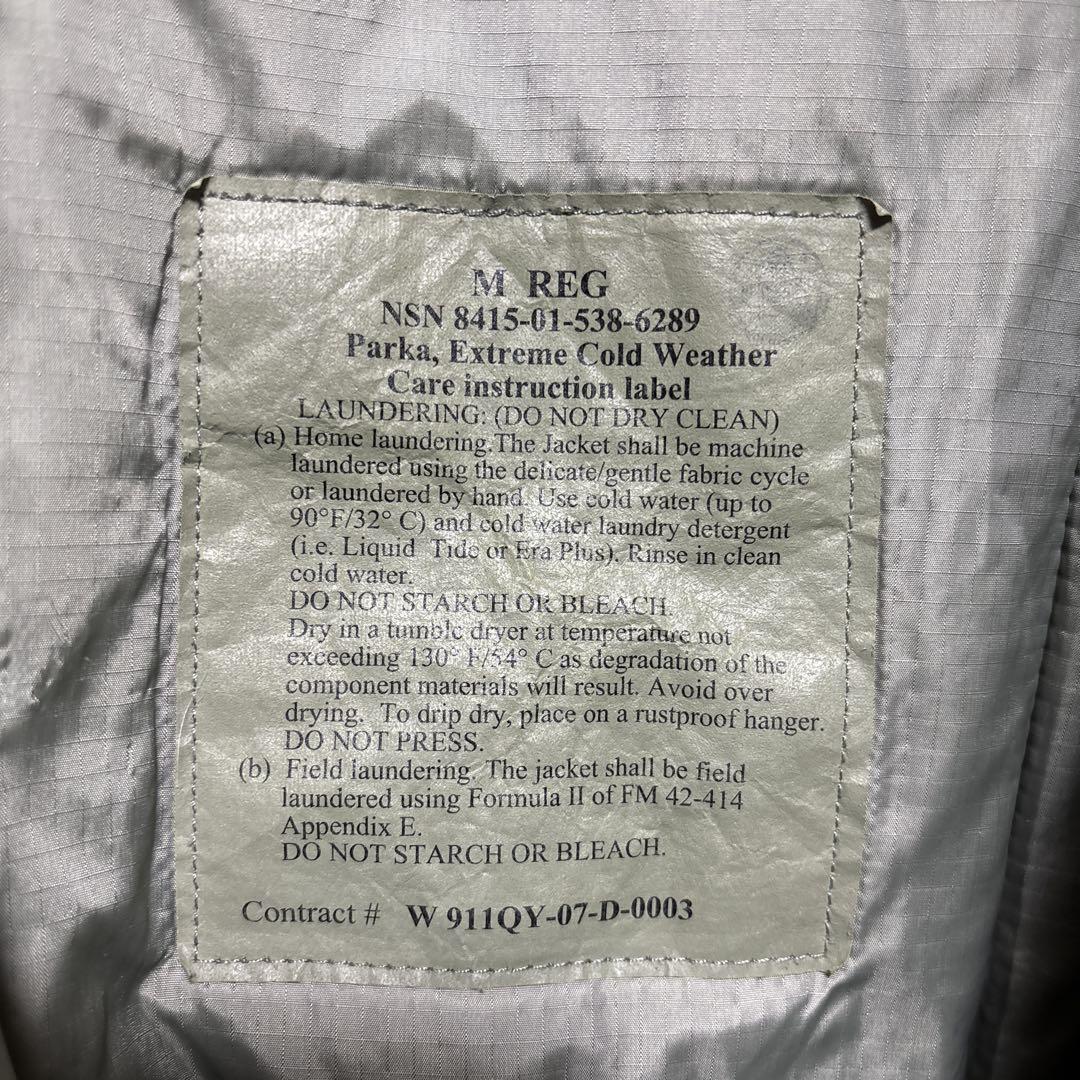 M REG
NSN 8415-01-538-6289
Parka, Extreme Cold Weather
Care instruction label
LAUNDERING: (DO NOT DRY CLEAN)
(a) Home laundering.The Jacket shall be machine
laundered using the delicate/gentle fabric cycle
or laundered by hand. Use cold water (up to
90°F/32° C) and cold water laundry detergent
(i.e. Liquid Tide or Era Plus). Rinse in clean
cold water.
DO NOT STARCH OR BLEACH.
Dry in a tumble dryer at temperature not
exceeding 130° F/54° C as degradation of the
component materials will result. Avoid over
drying. To drip dry, place on a rustproof hanger.
DO NOT PRESS.
(b) Field laundering. The jacket shall be field
laundered using Formula II of FM 42-414
Appendix E.
DO NOT STARCH OR BLEACH.
Contract # W 911QY-07-D-0003